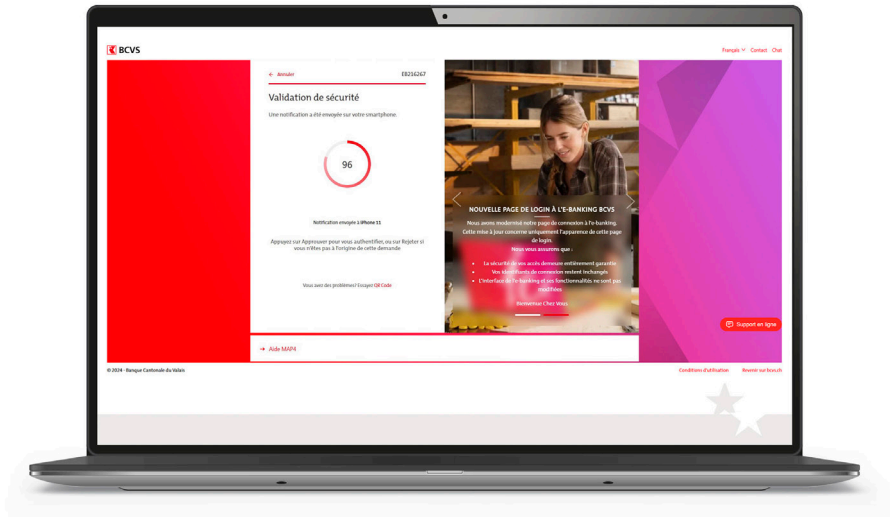 BCVS
Français Contact Chat
← Annuler EB216267
Validation de sécurité
Une notification a été envoyée sur votre smartphone.
96
Notification envoyée à iPhone 11
Appuyez sur Approuver pour vous authentifier, ou sur Rejeter si
vous n'êtes pas à l'origine de cette demande
Vous avez des problèmes? Essayez QR Code
NOUVELLE PAGE DE LOGIN À L'E-BANKING BCVS
Nous avons modernisé notre page de connexion à l'e-banking.
Cette mise à jour concerne uniquement l'apparence de cette page
de login.
Nous vous assurons que :
• La sécurité de vos accès demeure entièrement garantie
• Vos identifiants de connexion restent inchangés
• L'interface de l'e-banking et ses fonctionnalités ne sont pas
modifiées
Bienvenue Chez Vous
Support en ligne
→ Aide MAP4
© 2024 - Banque Cantonale du Valais
Conditions d'utilisation Revenir sur bcvs.ch